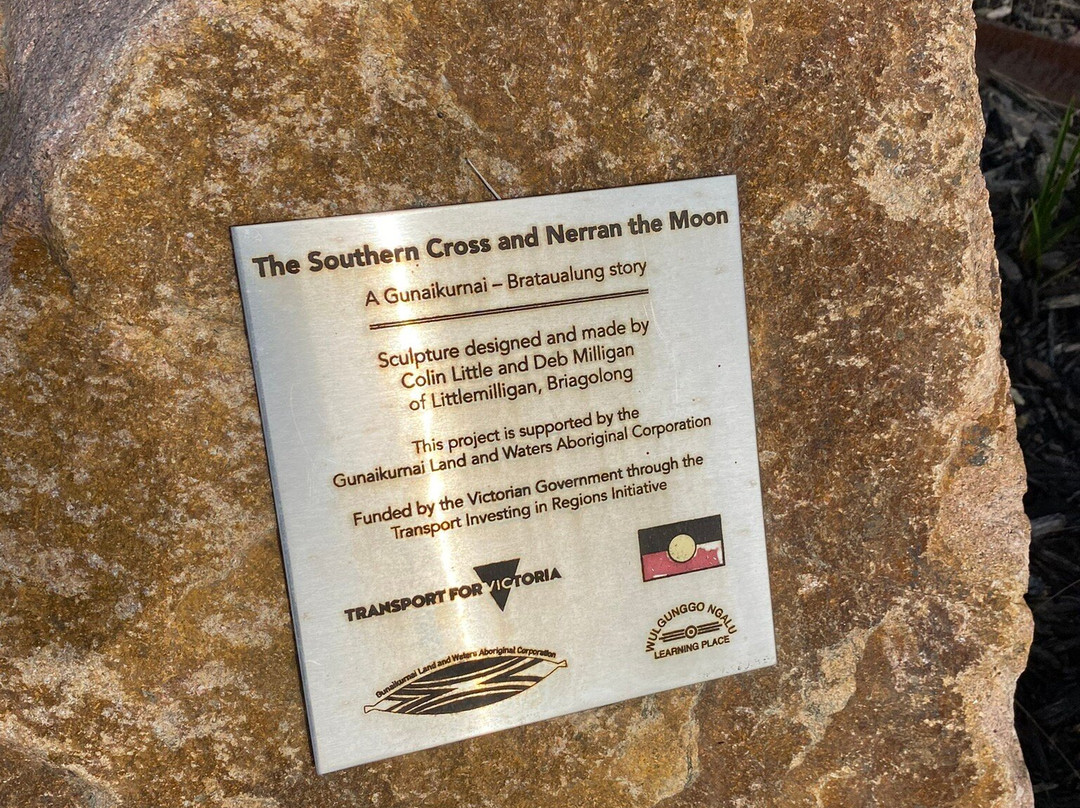 The Southern Cross and Nerran the Moon
A Gunaikurnai – Brataualung story
Sculpture designed and made by
Colin Little and Deb Milligan
of Littlemilligan, Briagolong
This project is supported by the
Gunaikurnai Land and Waters Aboriginal Corporation
Funded by the Victorian Government through the
Transport Investing in Regions Initiative
TRANSPORT FOR VICTORIA
Gunaikurnai Land and Waters Aboriginal Corporation
WULGUNGGO NGALU
LEARNING PLACE